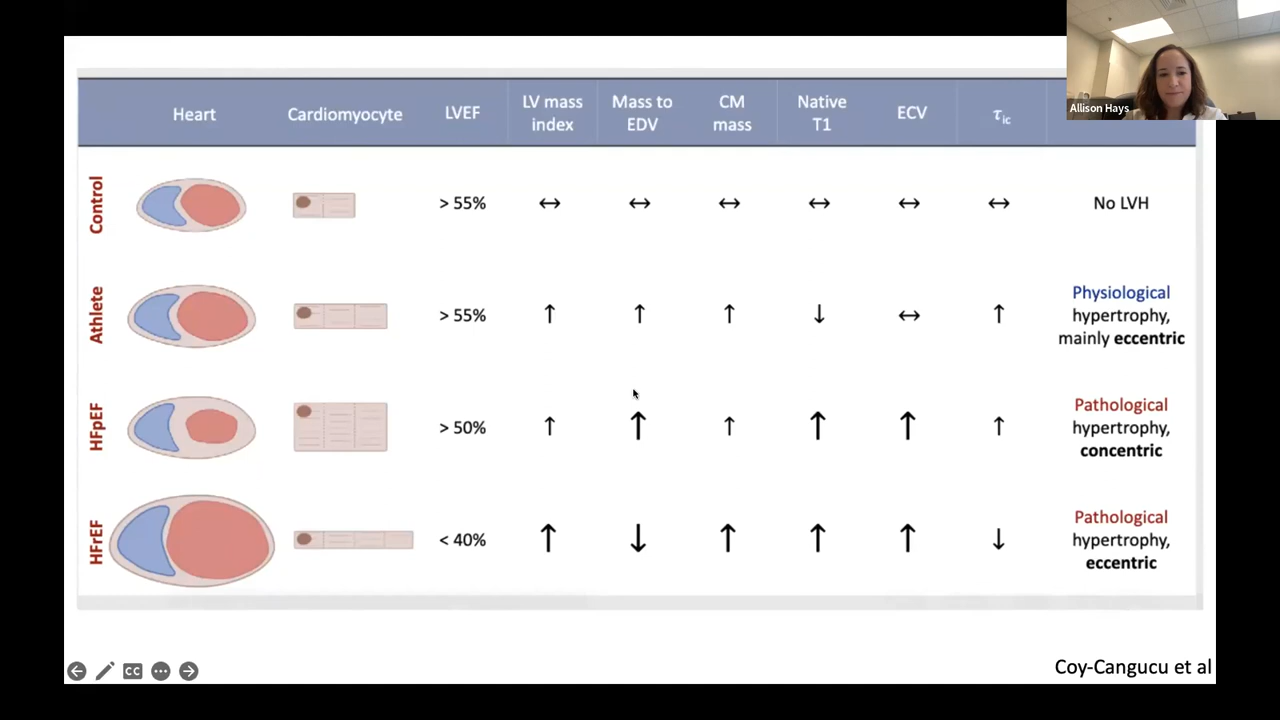 Allison Hays
Heart Cardiomyocyte LVEF LV mass index Mass to EDV CM mass Native T1 ECV τic
Control > 55% ↔ ↔ ↔ ↔ ↔ ↔ No LVH
Athlete > 55% ↑ ↑ ↑ ↓ ↔ ↑ Physiological
hypertrophy,
mainly eccentric
HFpEF > 50% ↑ ↑ ↑ ↑ ↑ ↑ Pathological
hypertrophy,
concentric
HFrEF < 40% ↑ ↓ ↑ ↑ ↑ ↓ Pathological
hypertrophy,
eccentric
CC
Coy-Cangucu et al